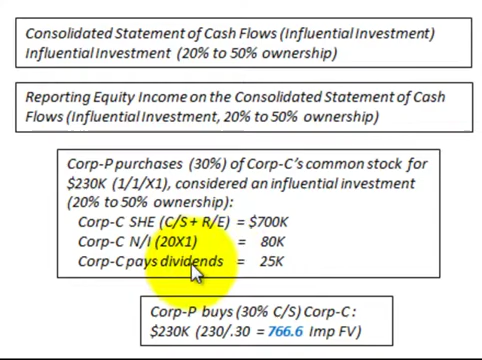 Consolidated Statement of Cash Flows (Influential Investment)
Influential Investment (20% to 50% ownership)
Reporting Equity Income on the Consolidated Statement of Cash
Flows (Influential Investment, 20% to 50% ownership)
Corp-P purchases (30%) of Corp-C's common stock for
$230K (1/1/X1), considered an influential investment
(20% to 50% ownership):
Corp-C SHE (C/S + R/E) = $700K
Corp-C N/I (20X1) = 80K
Corp-C pays dividends = 25K
Corp-P buys (30% C/S) Corp-C :
$230K (230/.30 = 766.6 Imp FV)